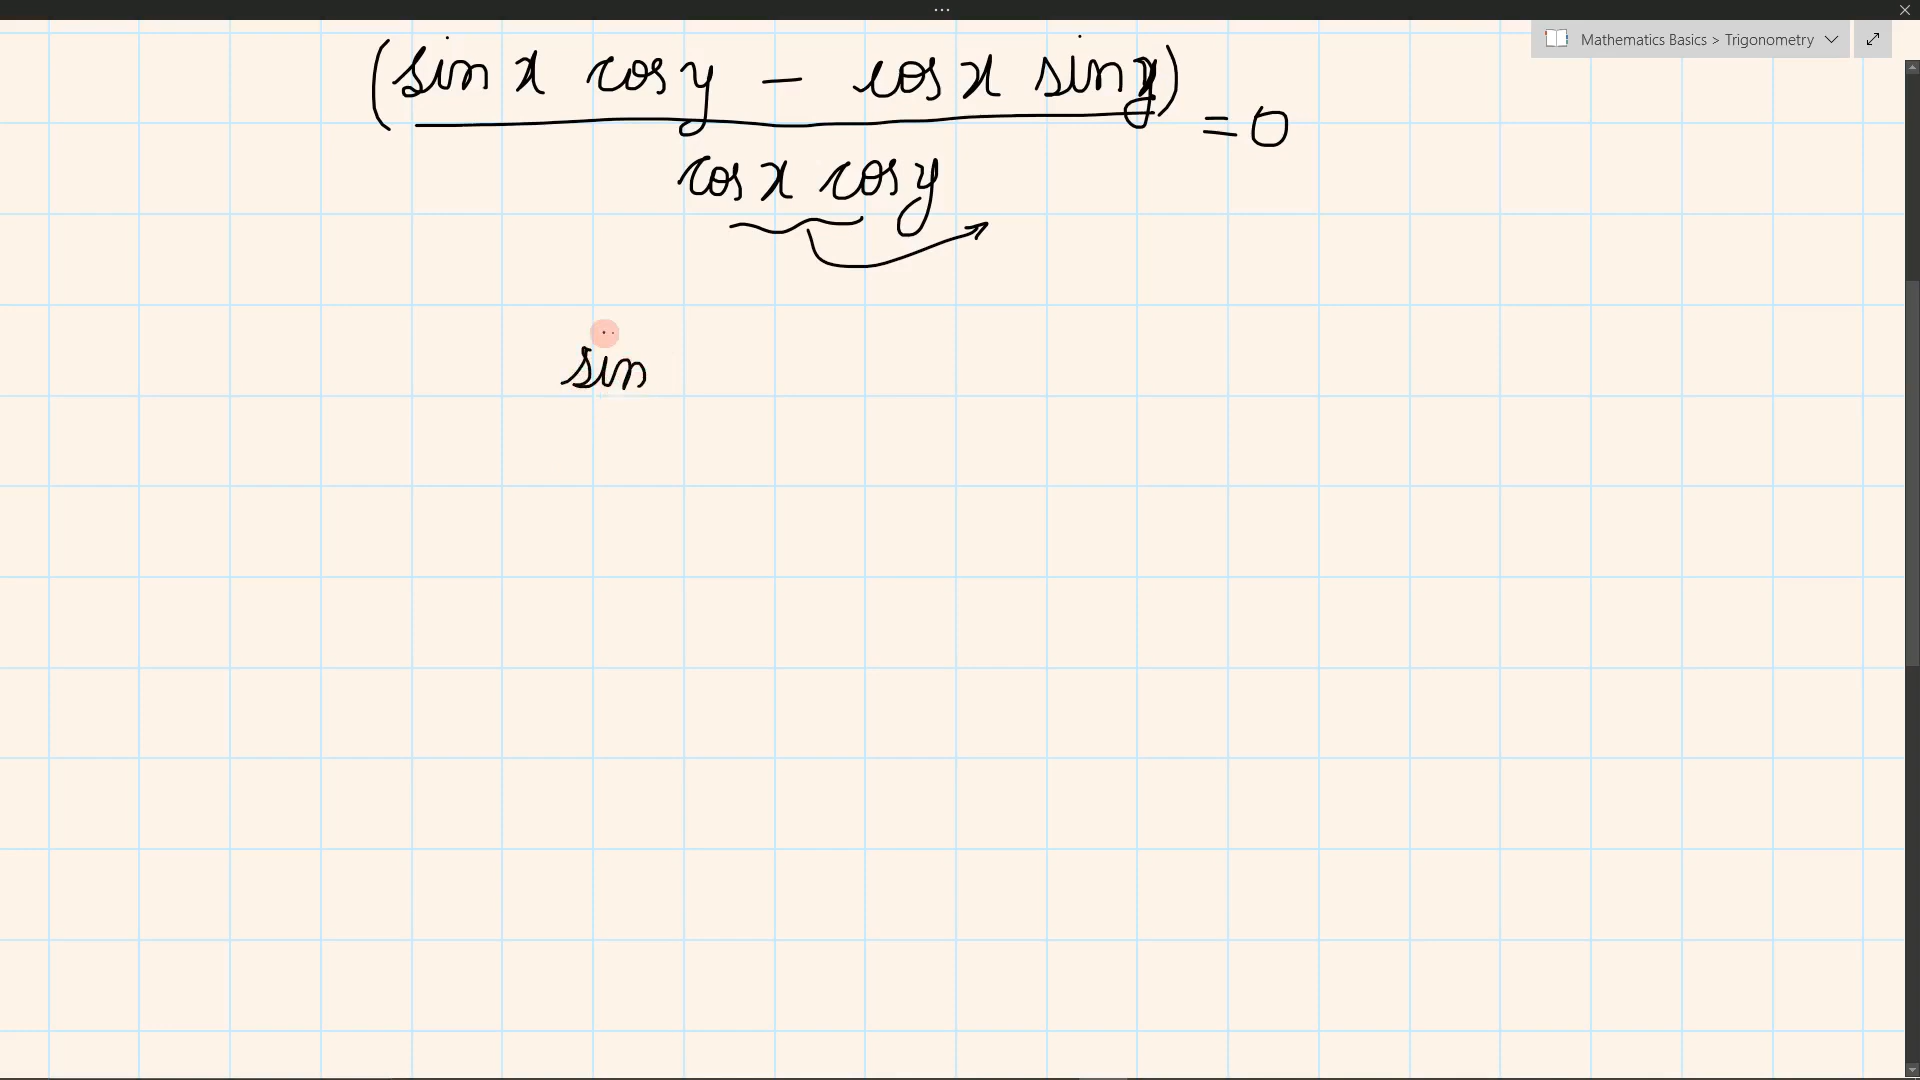 Mathematics Basics > Trigonometry
(sin x cos y − cos x sin y)
= 0
cos x cos y
sin